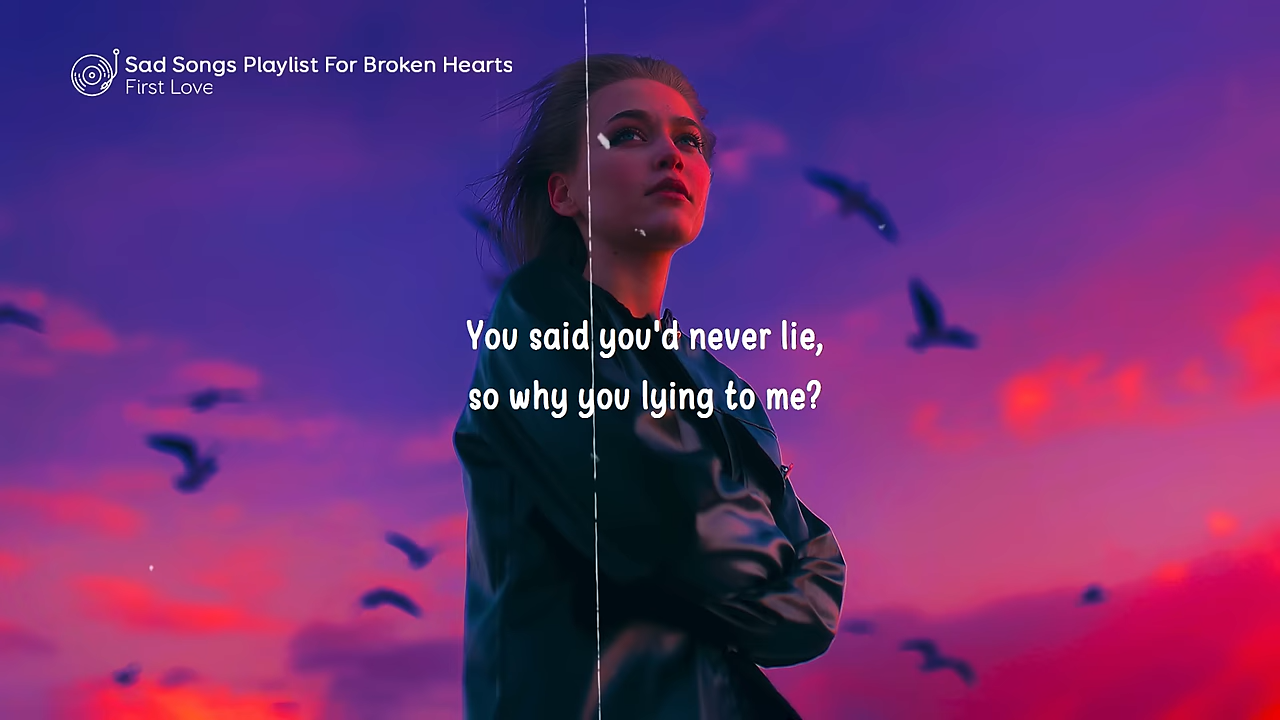 Sad Songs Playlist For Broken Hearts
First Love
You said you'd never lie,
so why you lying to me?